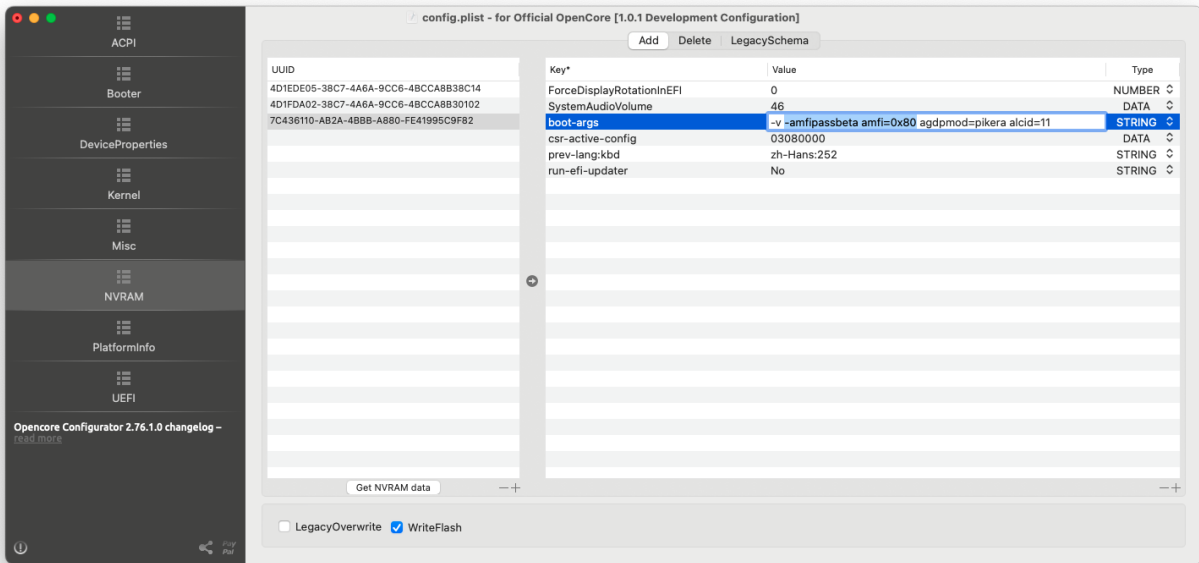 config.plist - for Official OpenCore [1.0.1 Development Configuration]
ACPI
Booter
DeviceProperties
Kernel
Misc
NVRAM
PlatformInfo
UEFI
Opencore Configurator 2.76.1.0 changelog –
read more
PayPal
Add Delete LegacySchema
UUID
4D1EDE05-38C7-4A6A-9CC6-4BCCA8B38C14
4D1FDA02-38C7-4A6A-9CC6-4BCCA8B30102
7C436110-AB2A-4BBB-A880-FE41995C9F82
Key* Value Type
ForceDisplayRotationInEFI 0 NUMBER
SystemAudioVolume 46 DATA
boot-args -v -amfipassbeta amfi=0x80 agdpmod=pikera alcid=11 STRING
csr-active-config 03080000 DATA
prev-lang:kbd zh-Hans:252 STRING
run-efi-updater No STRING
Get NVRAM data
LegacyOverwrite WriteFlash